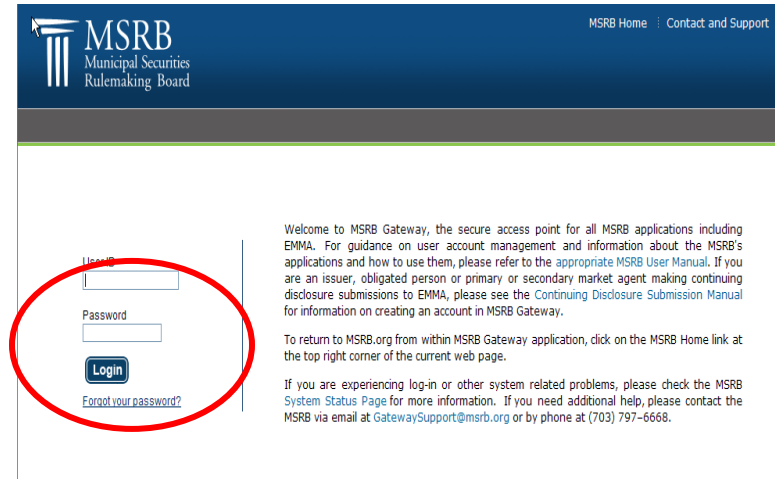 MSRB Home Contact and Support
MSRB
Municipal Securities
Rulemaking Board
Welcome to MSRB Gateway, the secure access point for all MSRB applications including
EMMA. For guidance on user account management and information about the MSRB's
applications and how to use them, please refer to the appropriate MSRB User Manual. If you
are an issuer, obligated person or primary or secondary market agent making continuing
disclosure submissions to EMMA, please see the Continuing Disclosure Submission Manual
for information on creating an account in MSRB Gateway.
To return to MSRB.org from within MSRB Gateway application, click on the MSRB Home link at
the top right corner of the current web page.
If you are experiencing log-in or other system related problems, please check the MSRB
System Status Page for more information. If you need additional help, please contact the
MSRB via email at GatewaySupport@msrb.org or by phone at (703) 797-6668.
User ID
Password
Login
Forgot your password?